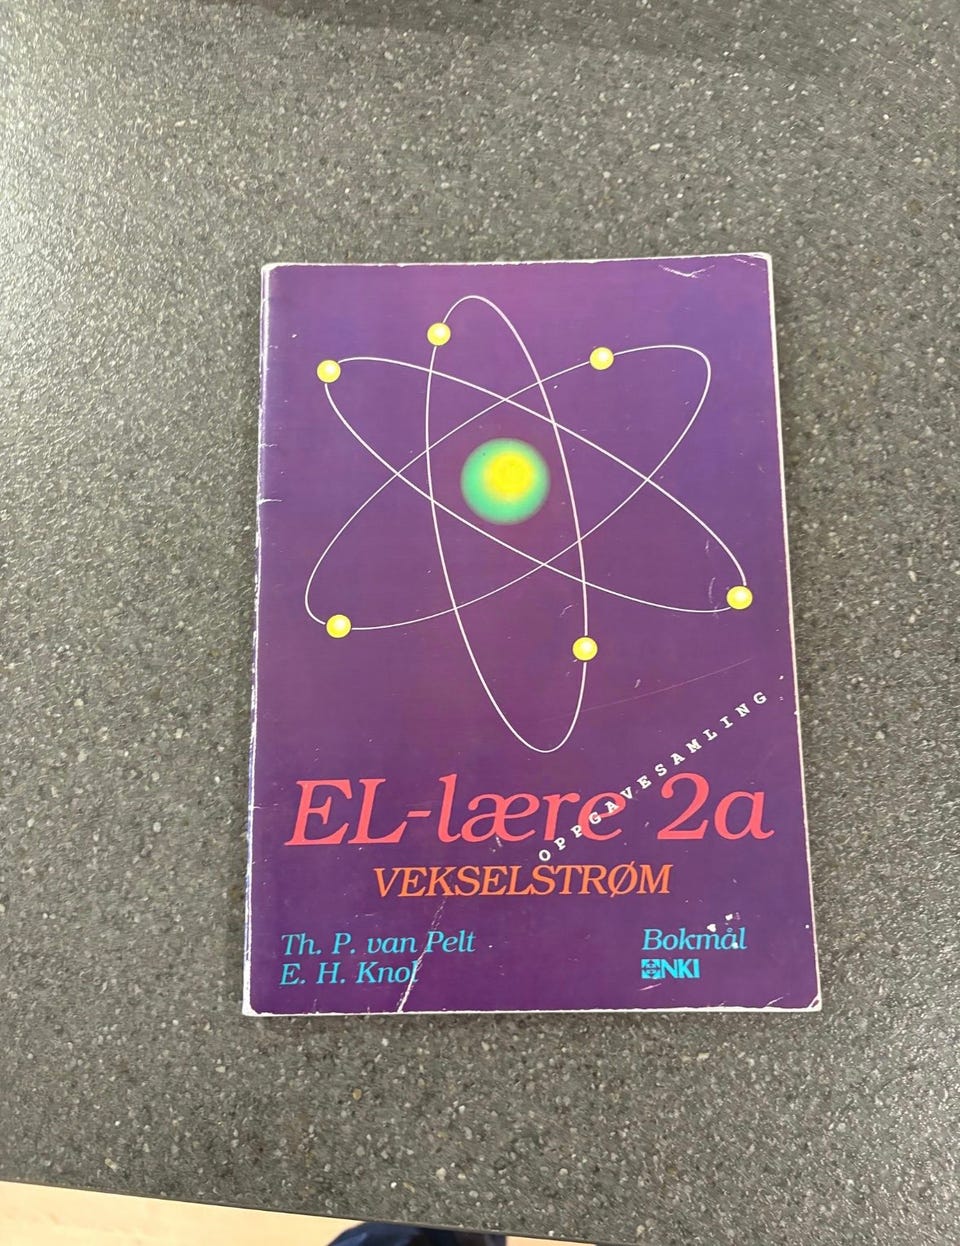 OPPGAVESAMLING
EL-lære 2a
VEKSELSTRØM
Th. P. van Pelt
E. H. Knol
Bokmål
NKI